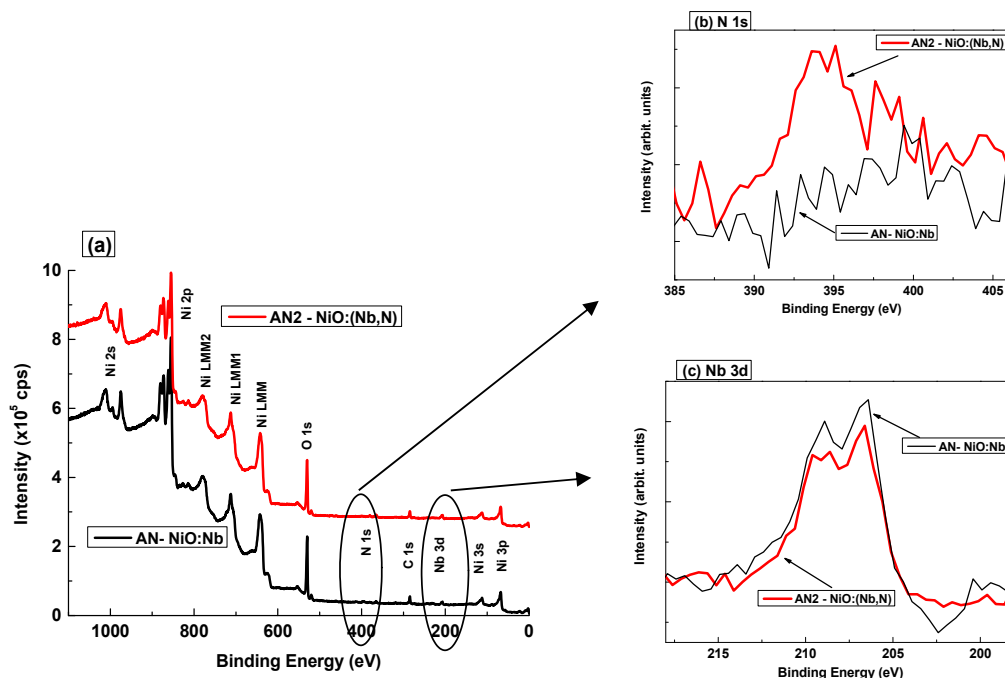 (a)
Intensity (x10⁵ cps)
10
8
6
4
2
0
Ni 2s
Ni 2p
Ni LMM2
Ni LMM1
Ni LMM
O 1s
N 1s
C 1s
Nb 3d
Ni 3s
Ni 3p
AN2 - NiO:(Nb,N)
AN- NiO:Nb
1000
800
600
400
200
0
Binding Energy (eV)
(b) N 1s
Intensity (arbit. units)
AN2 - NiO:(Nb,N)
AN- NiO:Nb
385
390
395
400
405
Binding Energy (eV)
(c) Nb 3d
Intensity (arbit. units)
AN- NiO:Nb
AN2 - NiO:(Nb,N)
215
210
205
200
Binding Energy (eV)